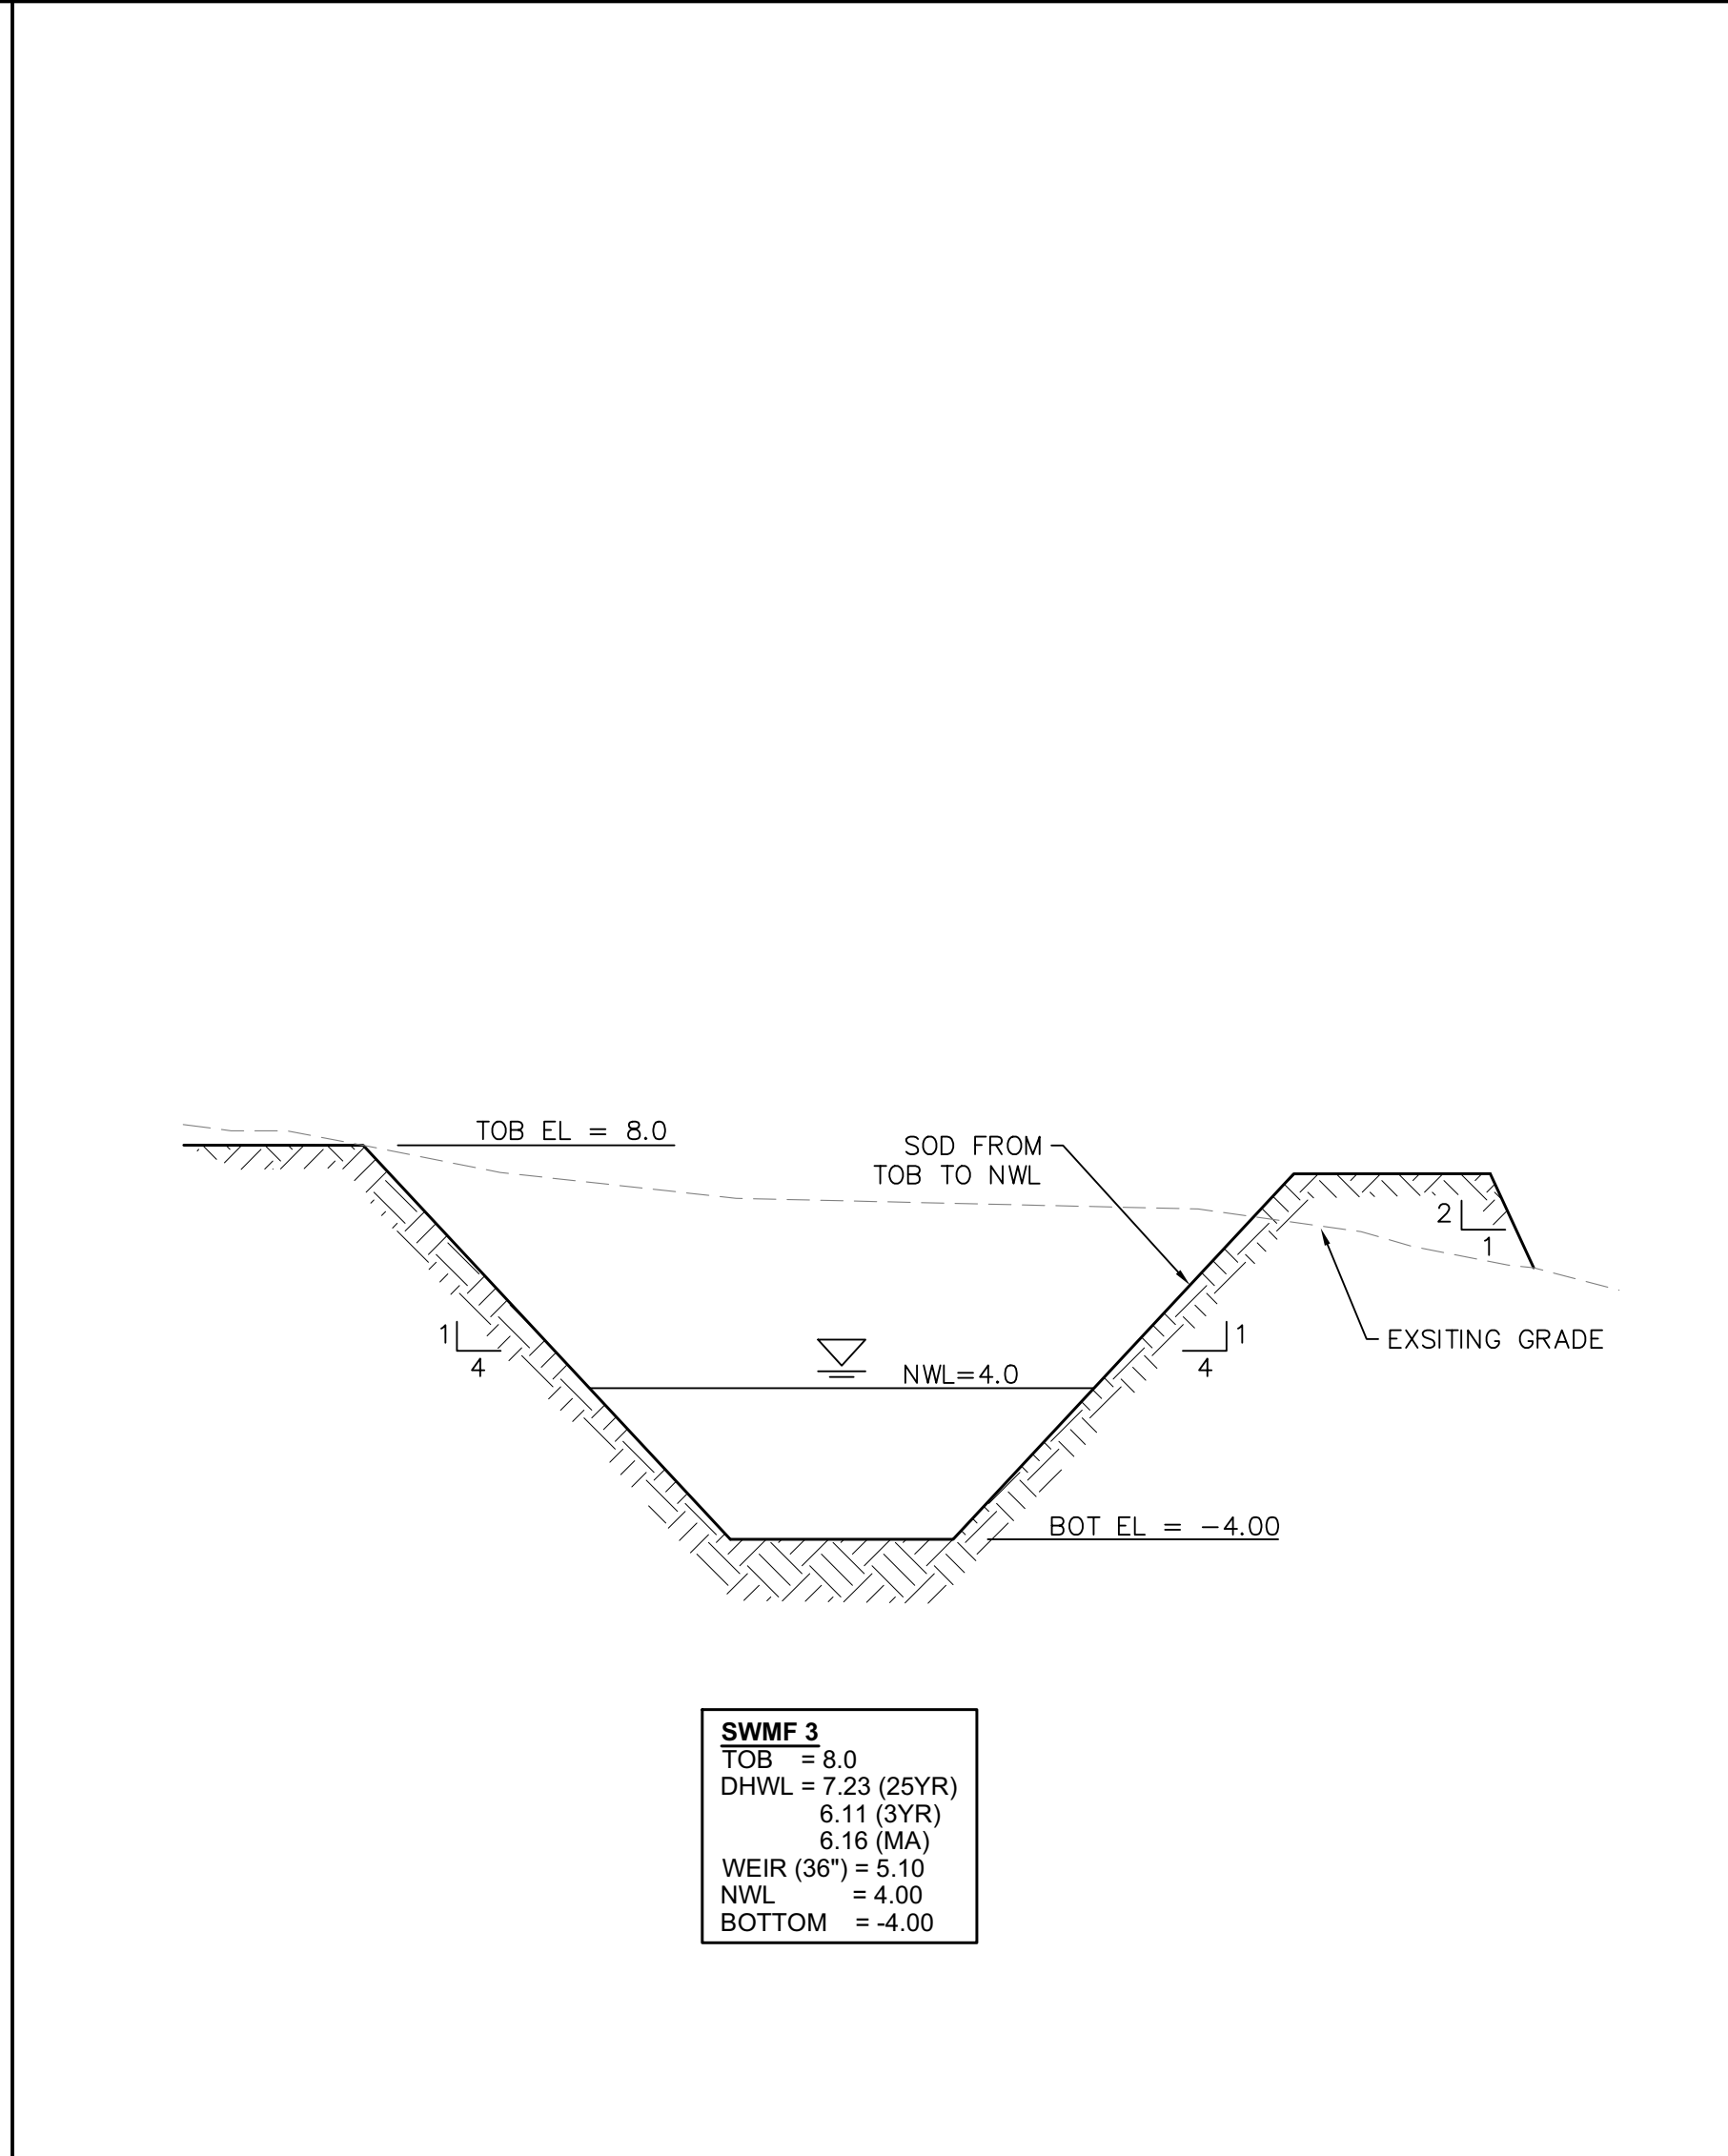 TOB EL = 8.0
SOD FROM
TOB TO NWL
2
1
1
4
1
4
EXSITING GRADE
NWL=4.0
BOT EL = -4.00
SWMF 3
TOB = 8.0
DHWL = 7.23 (25YR)
6.11 (3YR)
6.16 (MA)
WEIR (36") = 5.10
NWL = 4.00
BOTTOM = -4.00